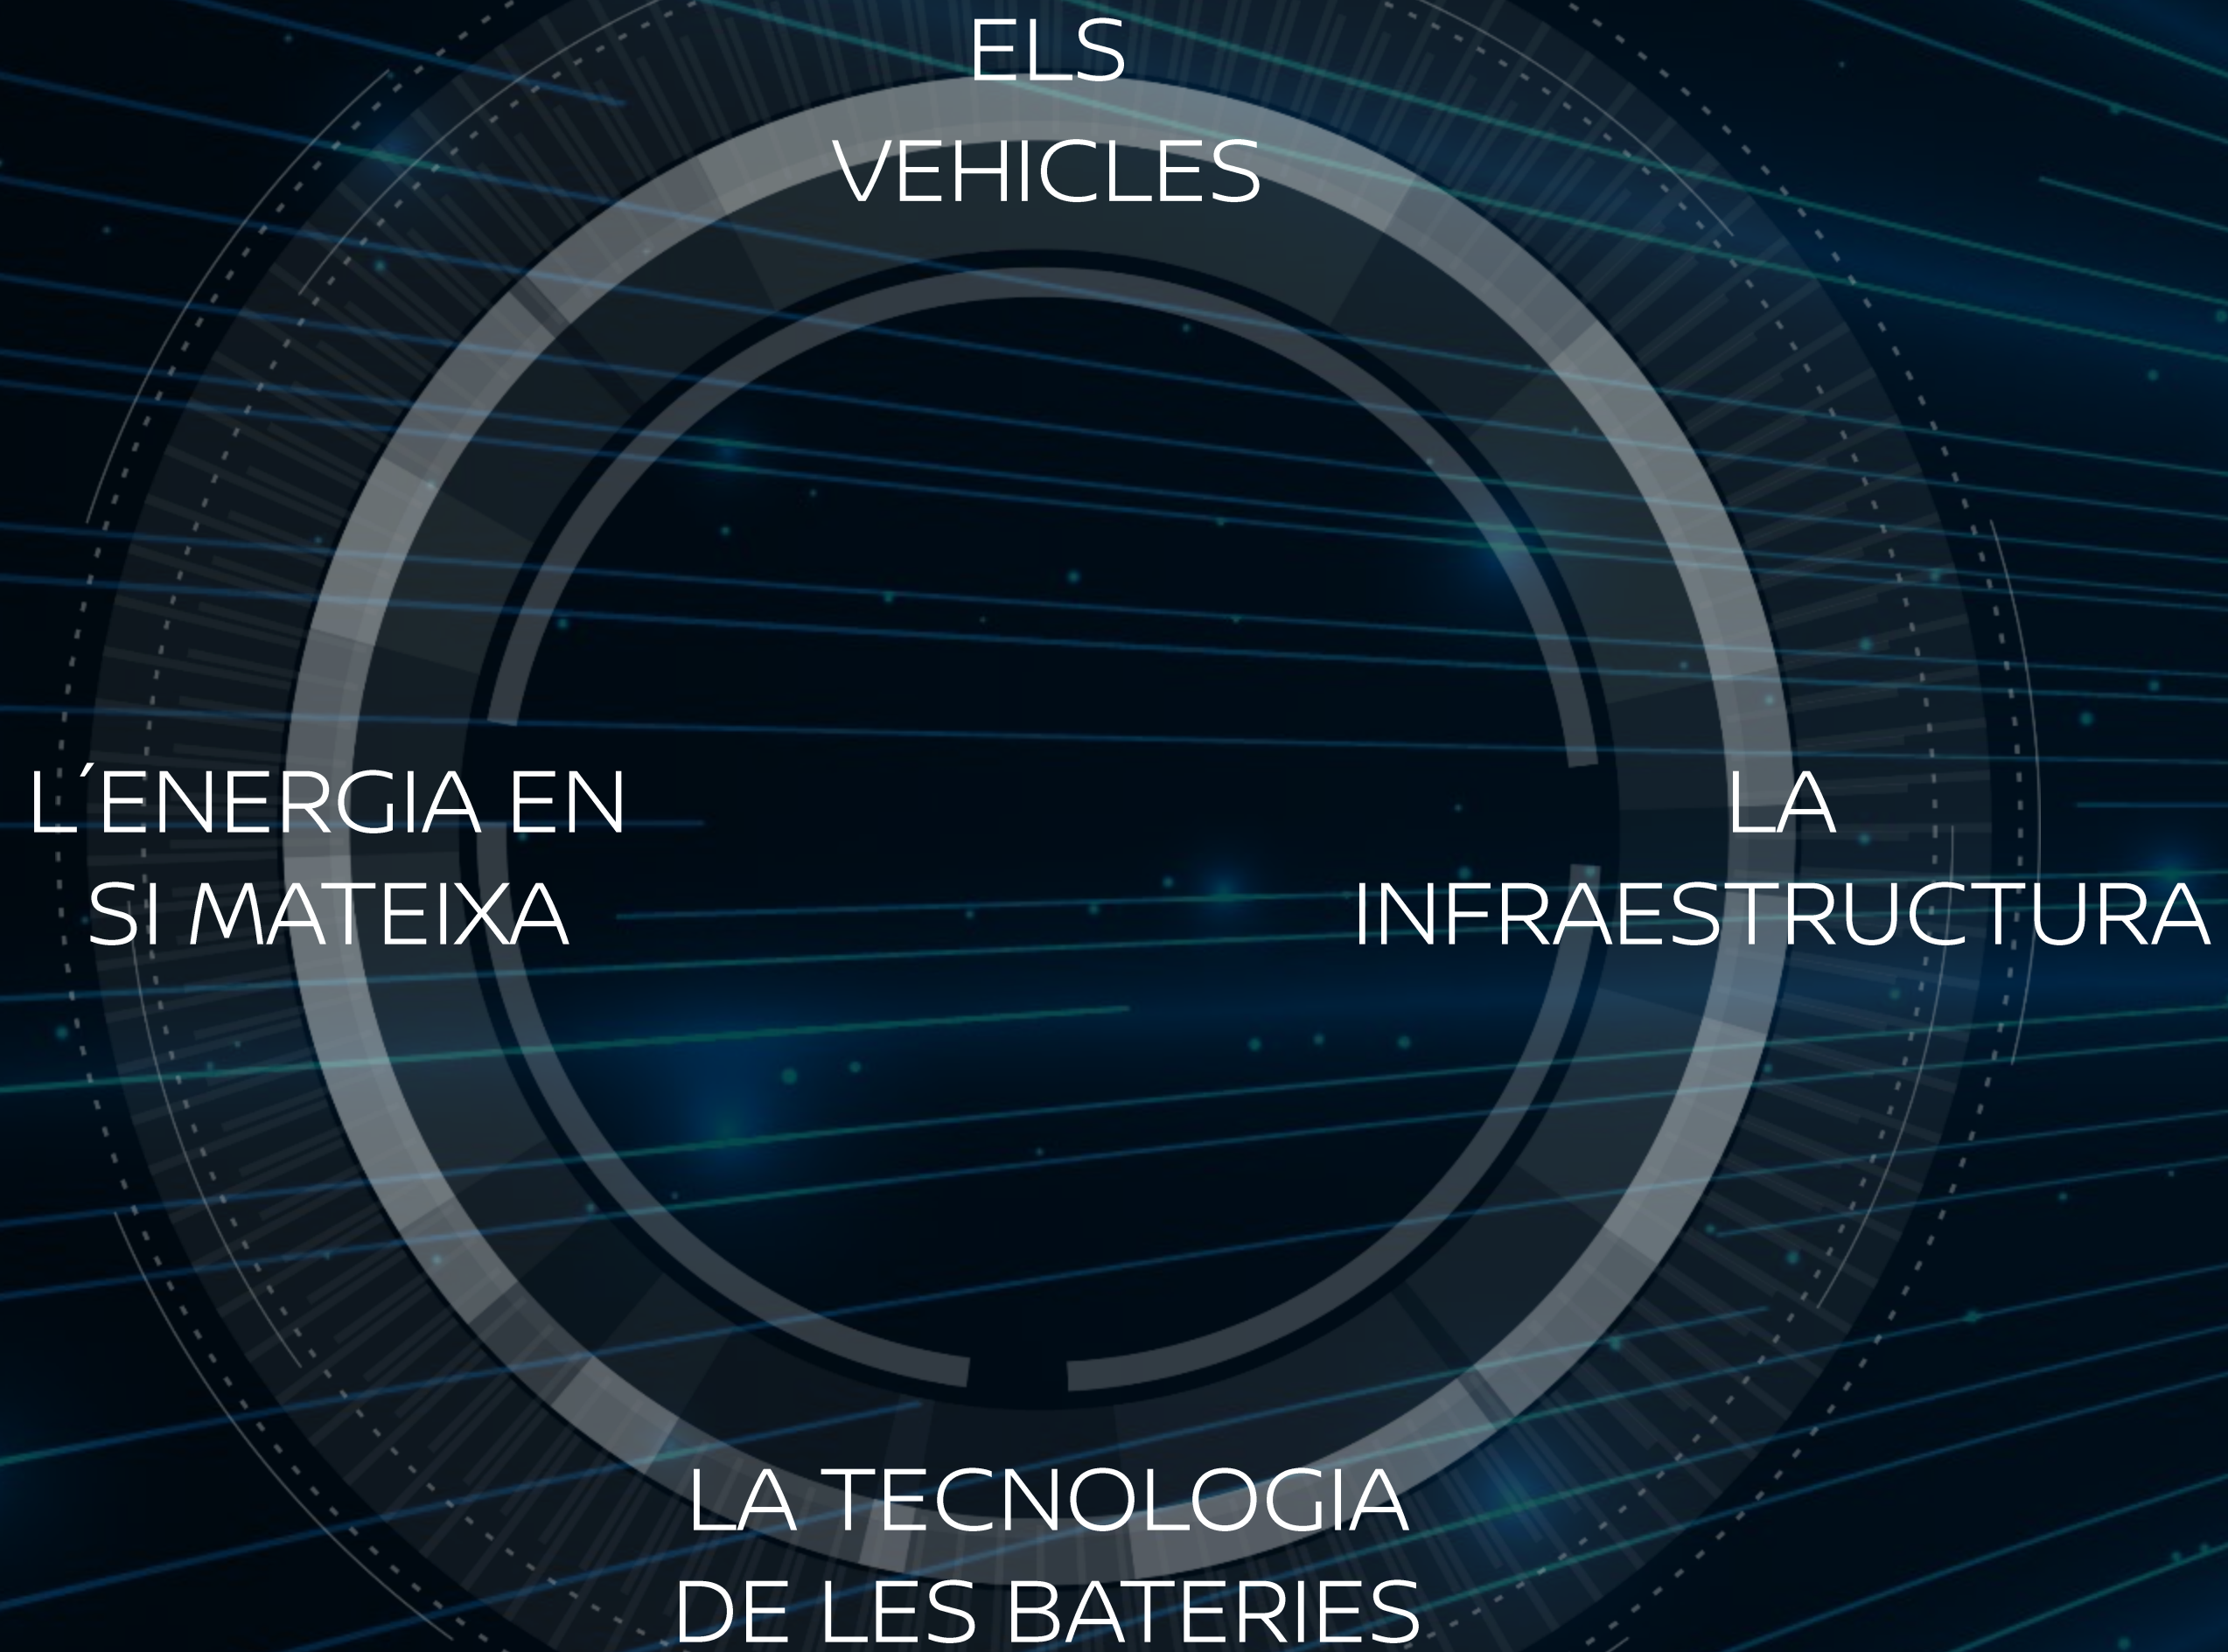 ELS
VEHICLES
L´ENERGIA EN
SI MATEIXA
LA
INFRAESTRUCTURA
LA TECNOLOGIA
DE LES BATERIES